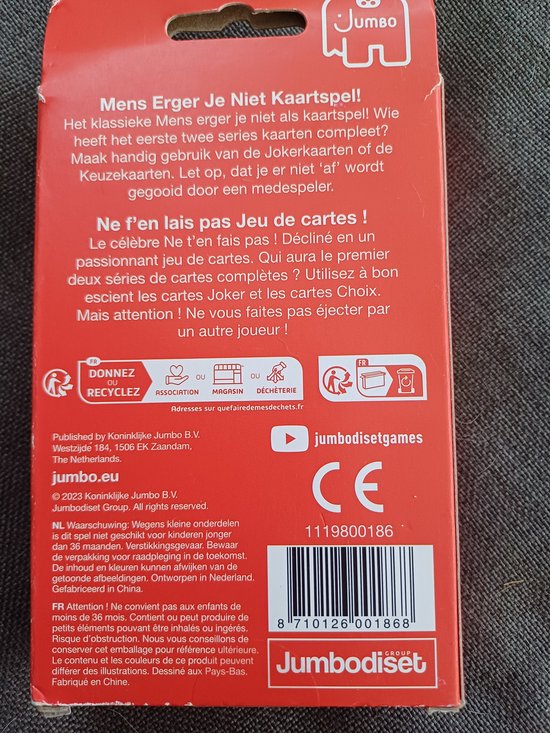 JUMBO
Mens Erger Je Niet Kaartspel!
Het klassieke Mens erger je niet als kaartspel! Wie
heeft het eerste twee series kaarten compleet?
Maak handig gebruik van de Jokerkaarten of de
Keuzekaarten. Let op, dat je er niet ‘af’ wordt
gegooid door een medespeler.
Ne f’en lais pas Jeu de cartes !
Le célèbre Ne t’en fais pas ! Décliné en un
passionnant jeu de cartes. Qui aura le premier
deux séries de cartes complètes ? Utilisez à bon
escient les cartes Joker et les cartes Choix.
Mais attention ! Ne vous faites pas éjecter par
un autre joueur !
FR
DONNEZ
OU
RECYCLEZ
ASSOCIATION
OU
MAGASIN
OU
DÉCHÈTERIE
Adresses sur quefairedemesdechets.fr
FR
Published by Koninklijke Jumbo B.V.
Westzijde 184, 1506 EK Zaandam,
The Netherlands.
jumbo.eu
© 2023 Koninklijke Jumbo B.V.
Jumbodiset Group. All rights reserved.
NL Waarschuwing: Wegens kleine onderdelen
is dit spel niet geschikt voor kinderen jonger
dan 36 maanden. Verstikkingsgevaar. Bewaar
de verpakking voor raadpleging in de toekomst.
De inhoud en kleuren kunnen afwijken van de
getoonde afbeeldingen. Ontworpen in Nederland.
Gefabriceerd in China.
FR Attention ! Ne convient pas aux enfants de
moins de 36 mois. Contient ou peut produire de
petits éléments pouvant être inhalés ou ingérés.
Risque d’obstruction. Nous vous conseillons de
conserver cet emballage pour référence ultérieure.
Le contenu et les couleurs de ce produit peuvent
différer des illustrations. Dessiné aux Pays-Bas.
Fabriqué en Chine.
jumbodisetgames
CE
1119800186
8 710126 001868
GROUP
Jumbodiset